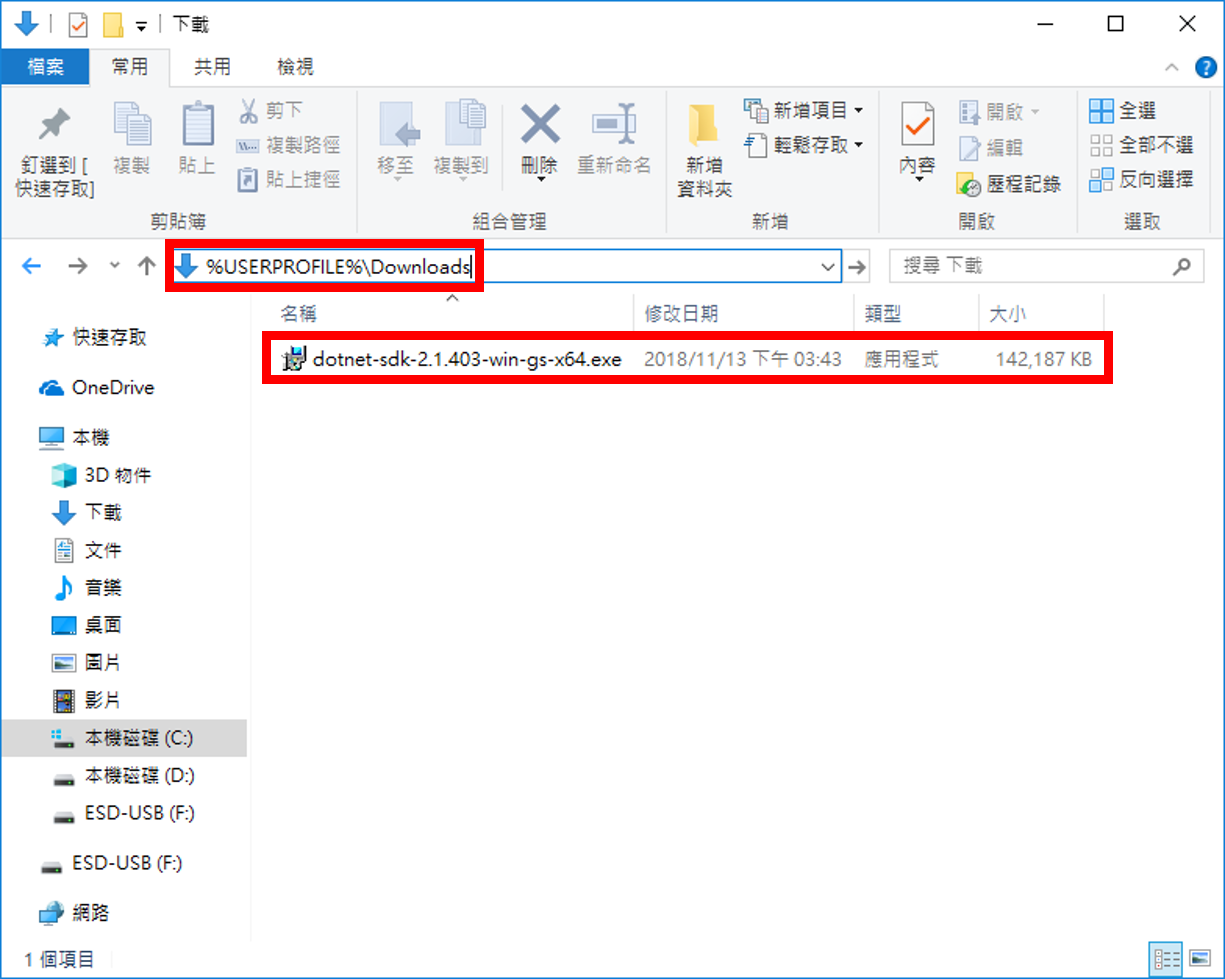 下載
檔案 常用 共用 檢視
釘選到 [
快速存取]
複製
貼上
剪下
複製路徑
貼上捷徑
剪貼簿
移至
複製到
刪除
重新命名
組合管理
新增
資料夾
新增項目
輕鬆存取
新增
內容
開啟
編輯
歷程記錄
開啟
全選
全部不選
反向選擇
選取
%USERPROFILE%\Downloads
搜尋 下載
名稱 修改日期 類型 大小
dotnet-sdk-2.1.403-win-gs-x64.exe 2018/11/13 下午 03:43 應用程式 142,187 KB
快速存取
OneDrive
本機
3D 物件
下載
文件
音樂
桌面
圖片
影片
本機磁碟 (C:)
本機磁碟 (D:)
ESD-USB (F:)
ESD-USB (F:)
網路
1 個項目